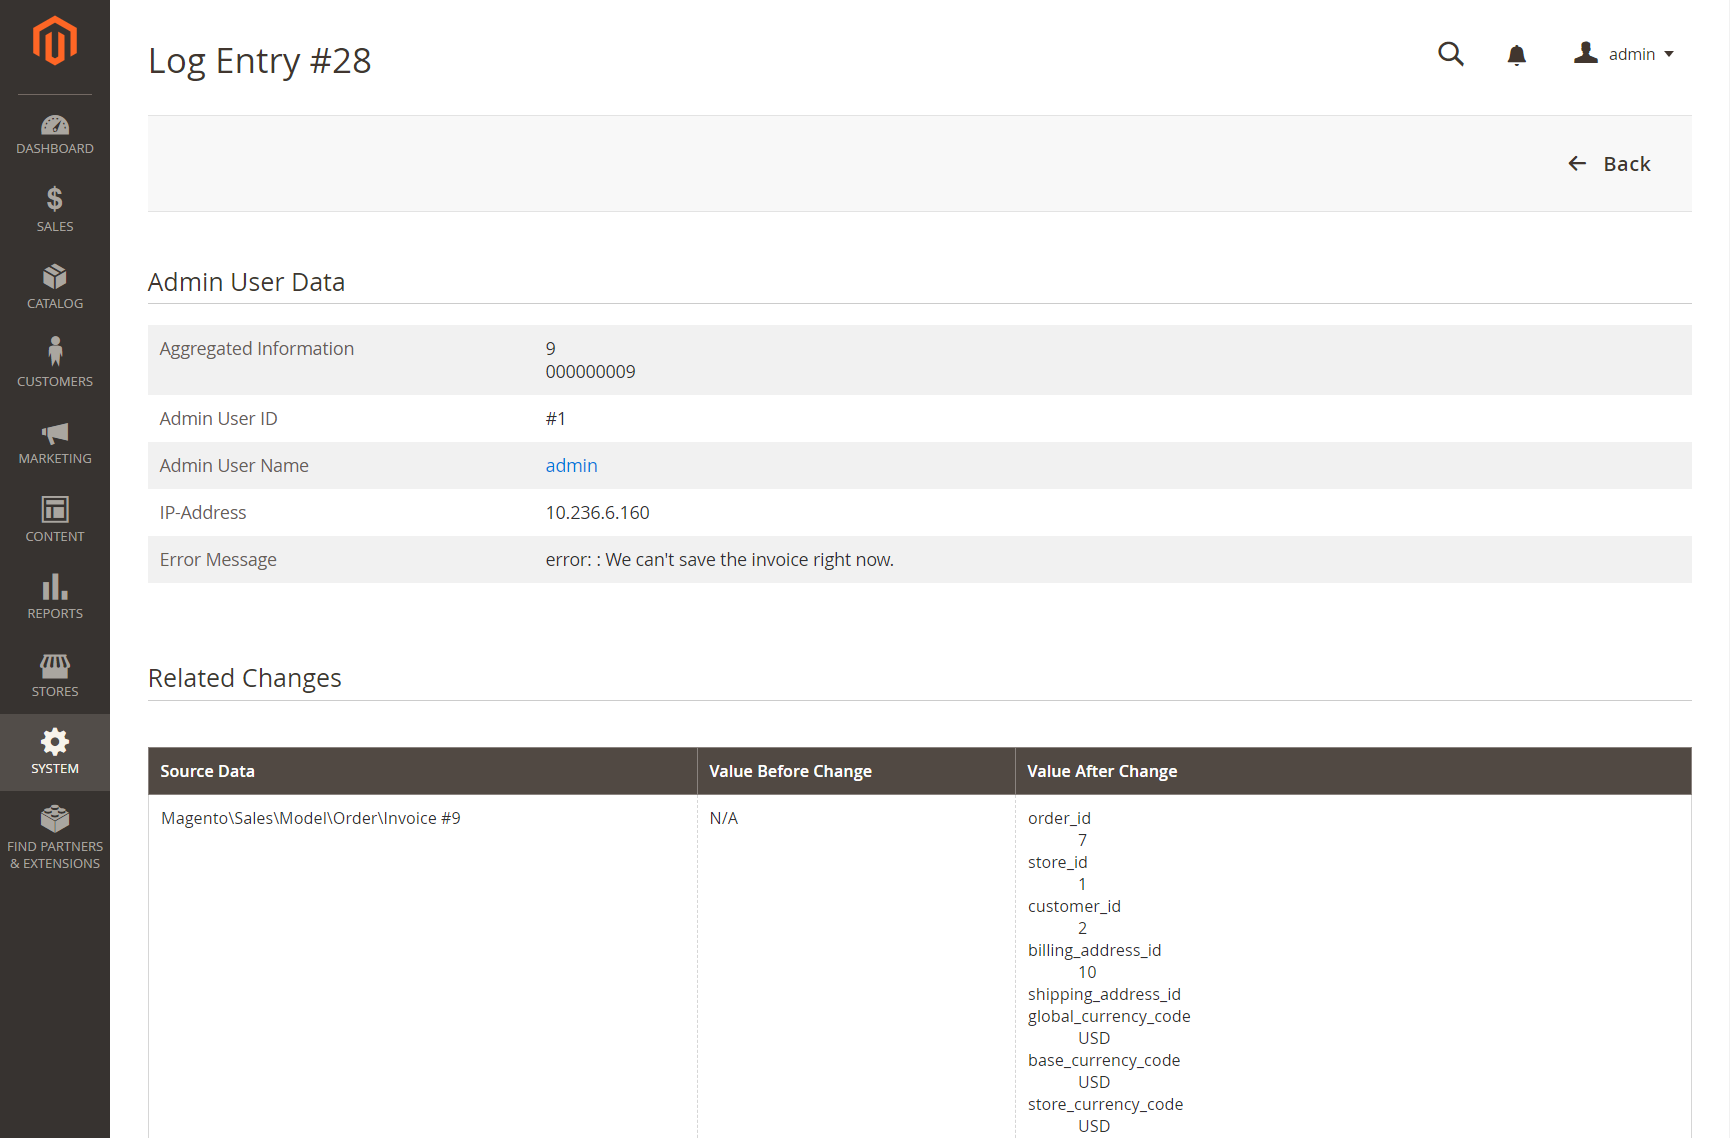 Log Entry #28
admin
DASHBOARD
SALES
CATALOG
CUSTOMERS
MARKETING
CONTENT
REPORTS
STORES
SYSTEM
FIND PARTNERS
& EXTENSIONS
Back
Admin User Data
Aggregated Information
9
000000009
Admin User ID
#1
Admin User Name
admin
IP-Address
10.236.6.160
Error Message
error: : We can't save the invoice right now.
Related Changes
Source Data
Value Before Change
Value After Change
Magento\Sales\Model\Order\Invoice #9
N/A
order_id
7
store_id
1
customer_id
2
billing_address_id
10
shipping_address_id
global_currency_code
USD
base_currency_code
USD
store_currency_code
USD